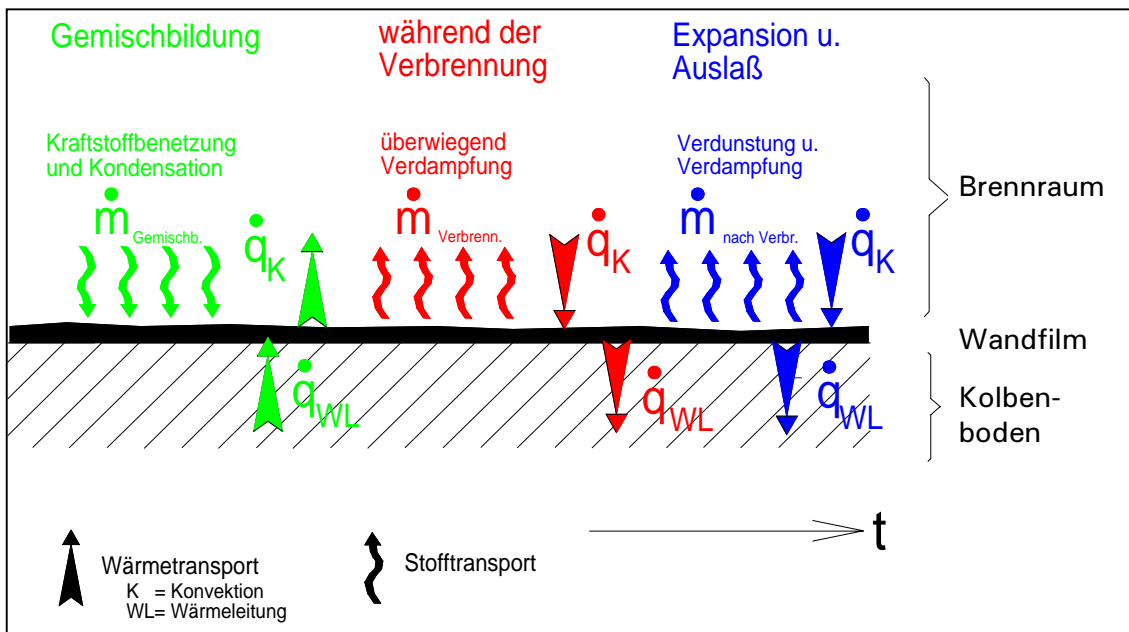 Gemischbildung
während der
Verbrennung
Expansion u.
Auslaß
Kraftstoffbenetzung
und Kondensation
überwiegend
Verdampfung
Verdunstung u.
Verdampfung
Brennraum
ṁ Gemischb.
q̇ K
ṁ Verbrenn.
q̇ K
ṁ nach Verbr.
q̇ K
Wandfilm
q̇ WL
q̇ WL
q̇ WL
Kolben-
boden
t
Wärmetransport
K = Konvektion
WL= Wärmeleitung
Stofftransport